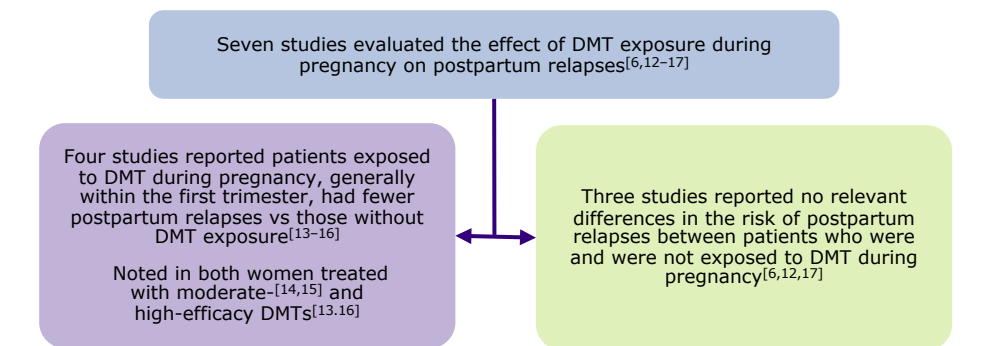 Seven studies evaluated the effect of DMT exposure during
pregnancy on postpartum relapses[6,12–17]
Four studies reported patients exposed
to DMT during pregnancy, generally
within the first trimester, had fewer
postpartum relapses vs those without
DMT exposure[13–16]
Noted in both women treated
with moderate-[14,15] and
high-efficacy DMTs[13.16]
Three studies reported no relevant
differences in the risk of postpartum
relapses between patients who were
and were not exposed to DMT during
pregnancy[6,12,17]